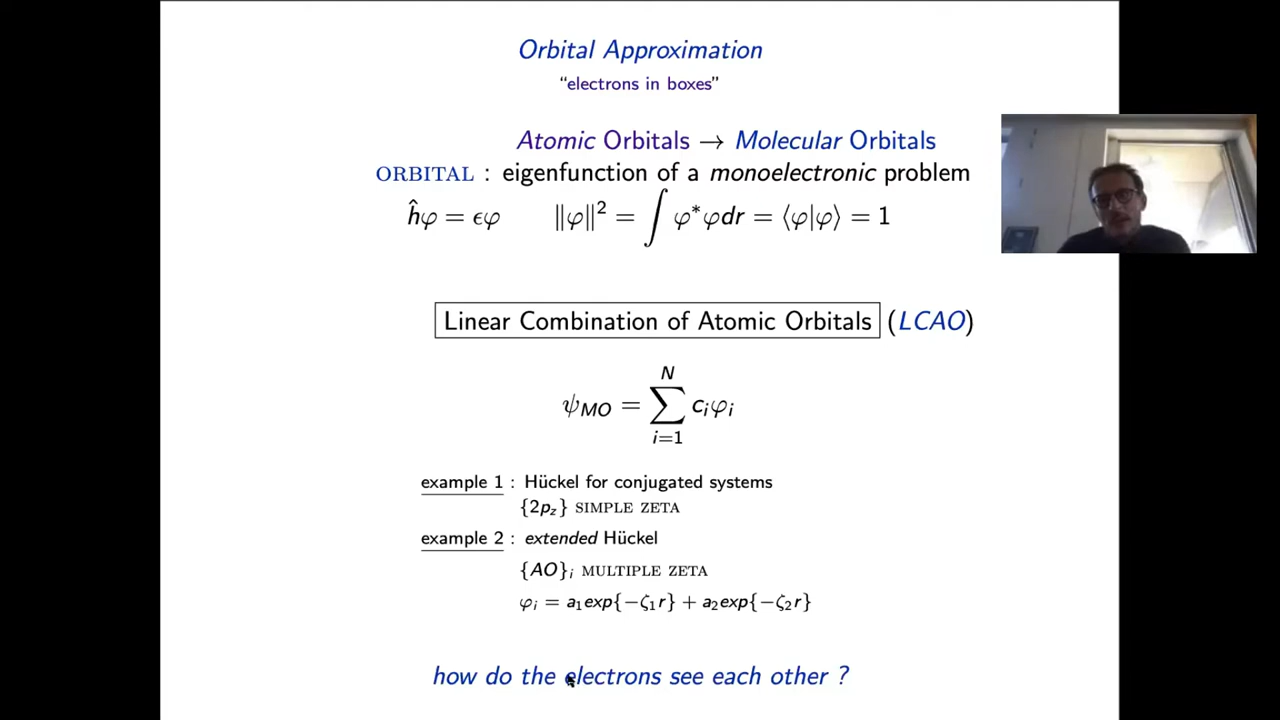 Orbital Approximation
“electrons in boxes”
Atomic Orbitals → Molecular Orbitals
ORBITAL : eigenfunction of a monoelectronic problem
ĥφ = ϵφ ‖φ‖² = ∫ φ*φdr = ⟨φ|φ⟩ = 1
Linear Combination of Atomic Orbitals (LCAO)
ψ_MO = ∑_{i=1}^{N} c_i φ_i
example 1 : Hückel for conjugated systems
{2p_z} SIMPLE ZETA
example 2 : extended Hückel
{AO}_i MULTIPLE ZETA
φ_i = a₁exp{−ζ₁r} + a₂exp{−ζ₂r}
how do the electrons see each other ?